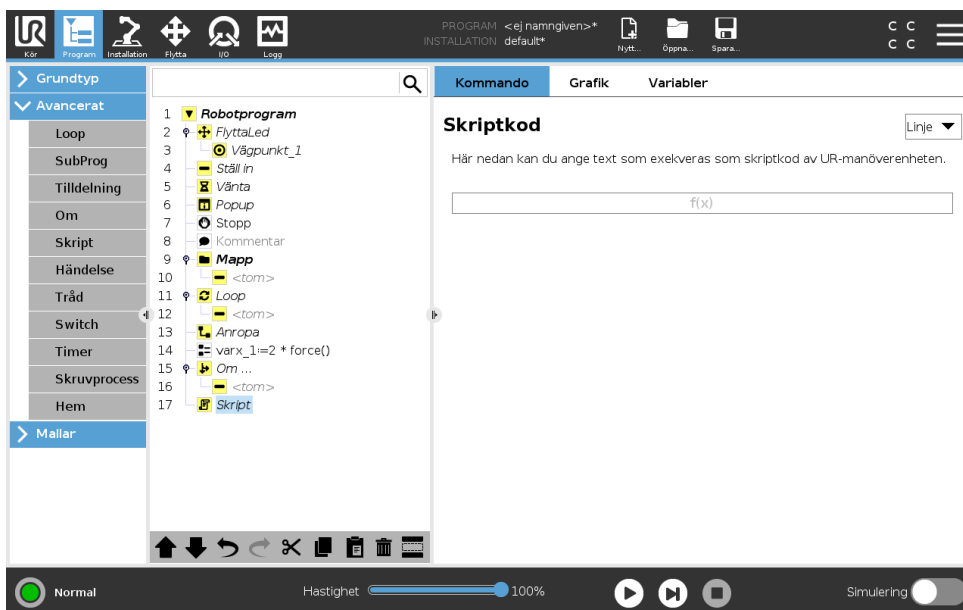 UR
PROGRAM <ej namngiven>*
INSTALLATION default*
Kör Program Installation Flytta I/O Logg Nytt... Öppna... Spara...
C C
C C
Grundtyp
Avancerat
Loop
SubProg
Tilldelning
Om
Skript
Händelse
Tråd
Switch
Timer
Skruvprocess
Hem
Mallar
1 Robotprogram
2 FlyttaLed
3 Vägpunkt_1
4 Ställ in
5 Vänta
6 Popup
7 Stopp
8 Kommentar
9 Mapp
10 <tom>
11 Loop
12 <tom>
13 Anropa
14 varx_1:=2 * force()
15 Om ...
16 <tom>
17 Skript
Kommando Grafik Variabler
Skriptkod
Linje
Här nedan kan du ange text som exekveras som skriptkod av UR-manöverenheten.
f(x)
Normal
Hastighet 100%
Simulering